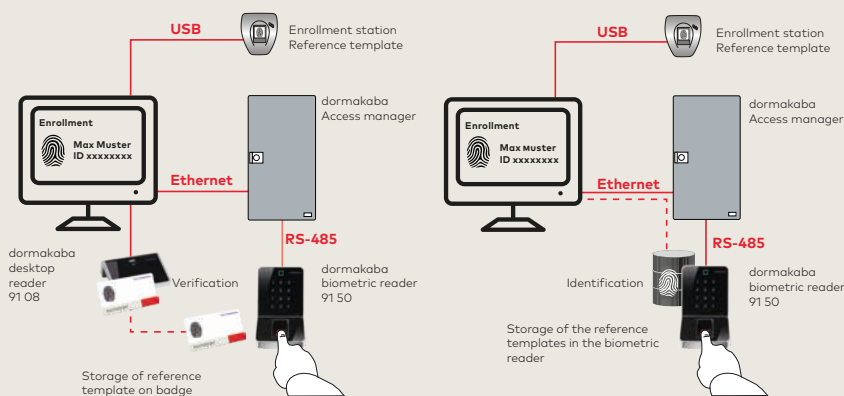 USB
Enrollment station
Reference template
dormakaba
Access manager
Enrollment
Max Muster
ID xxxxxxxx
Ethernet
RS-485
dormakaba
desktop
reader
91 08
Verification
dormakaba
biometric reader
91 50
Storage of reference
template on badge
USB
Enrollment station
Reference template
dormakaba
Access manager
Enrollment
Max Muster
ID xxxxxxxx
Ethernet
RS-485
Identification
dormakaba
biometric reader
91 50
Storage of the reference
templates in the biometric
reader